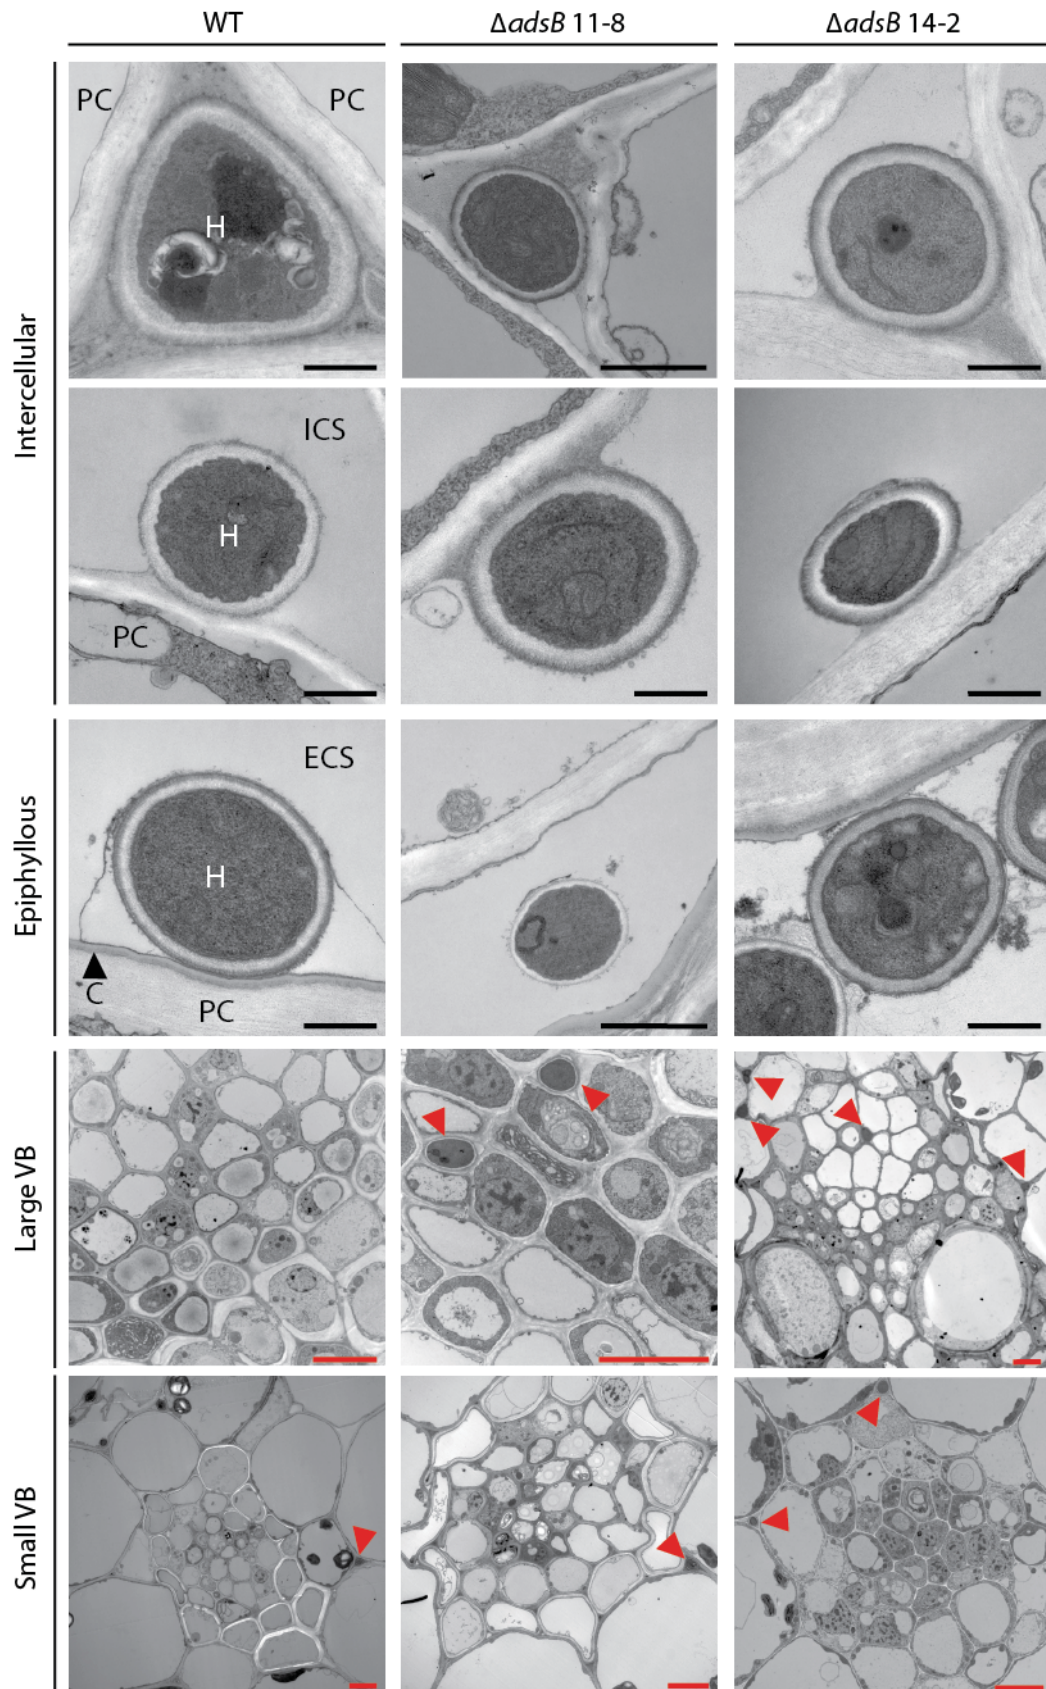 WT
ΔadsB 11-8
ΔadsB 14-2
Intercellular
PC
PC
H
ICS
H
PC
Epiphyllous
ECS
H
C
PC
Large VB
Small VB